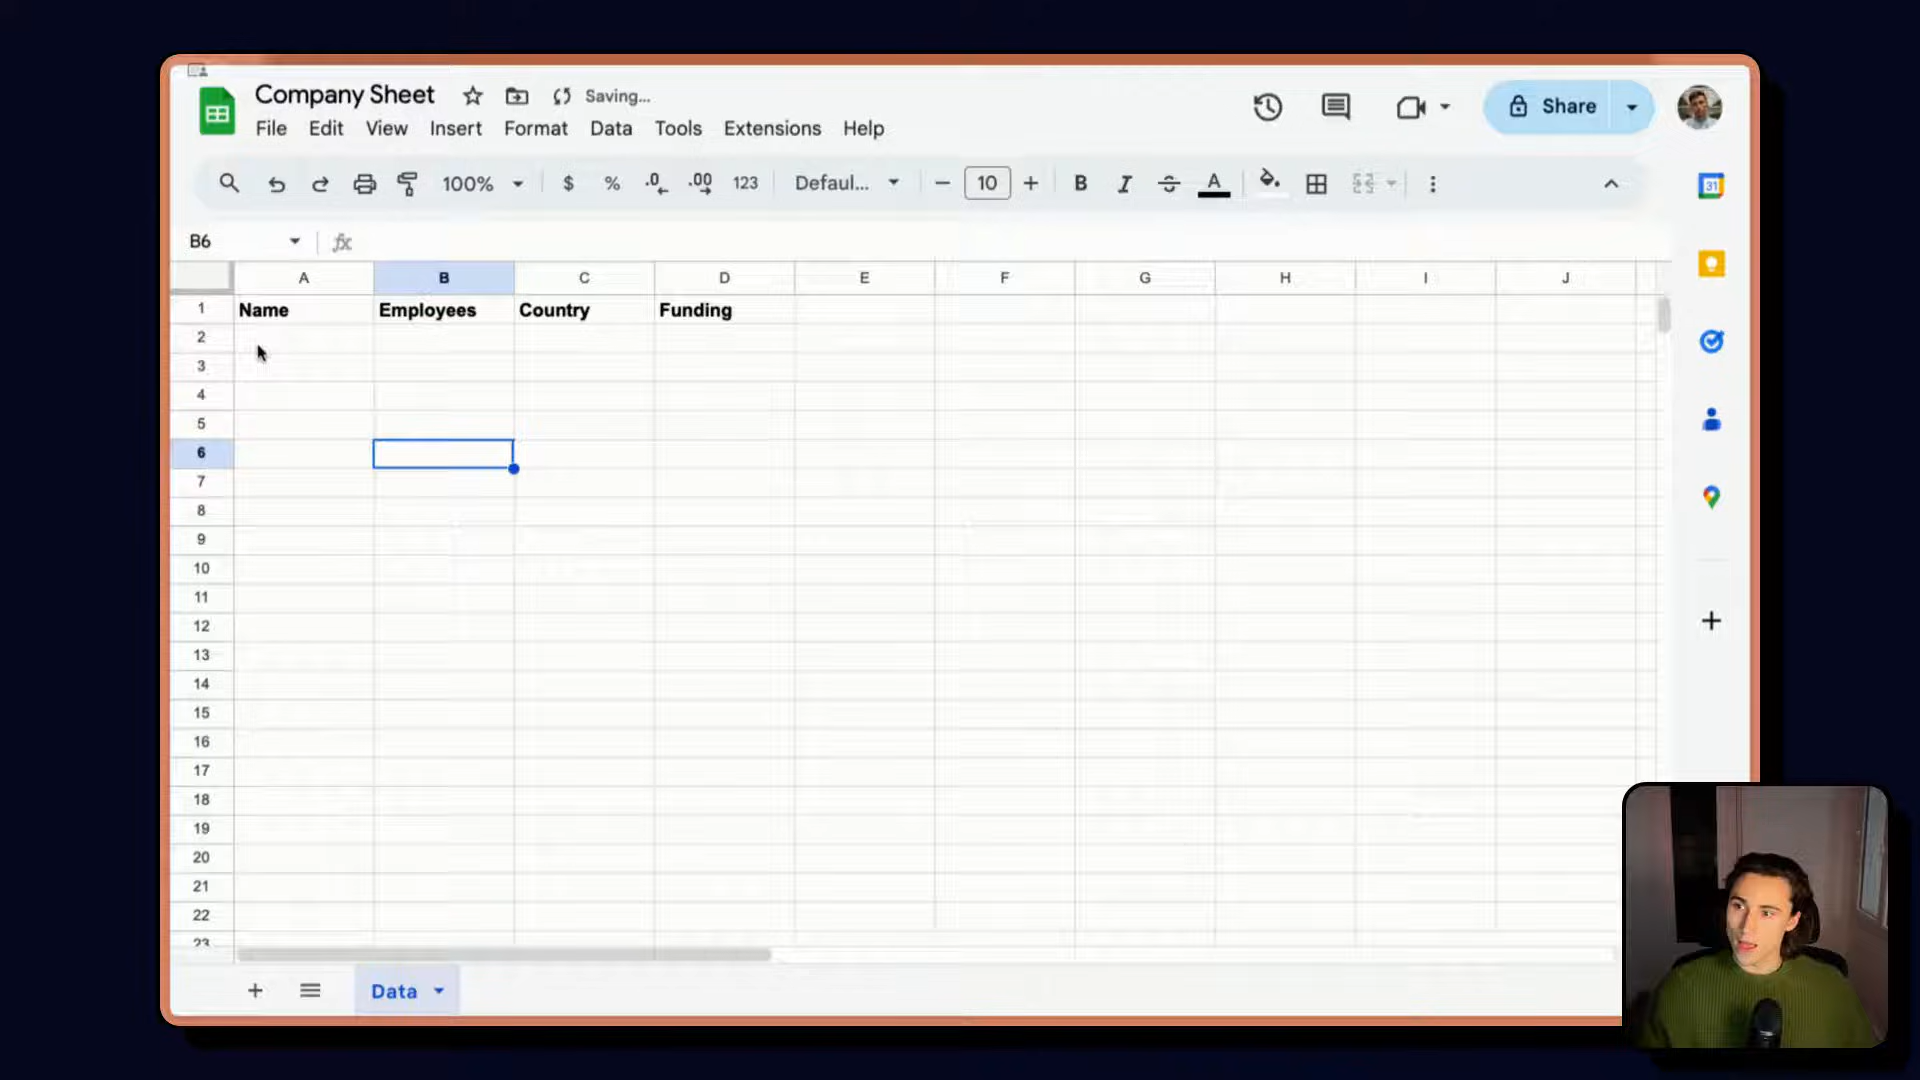 Company Sheet Saving...
File Edit View Insert Format Data Tools Extensions Help
Share
100% $ % .0 .00 123 Defaul... 10 B I A
31
B6 fx
A B C D E F G H I J
1 Name Employees Country Funding
2
3
4
5
6
7
8
9
10
11
12
13
14
15
16
17
18
19
20
21
22
23
Data